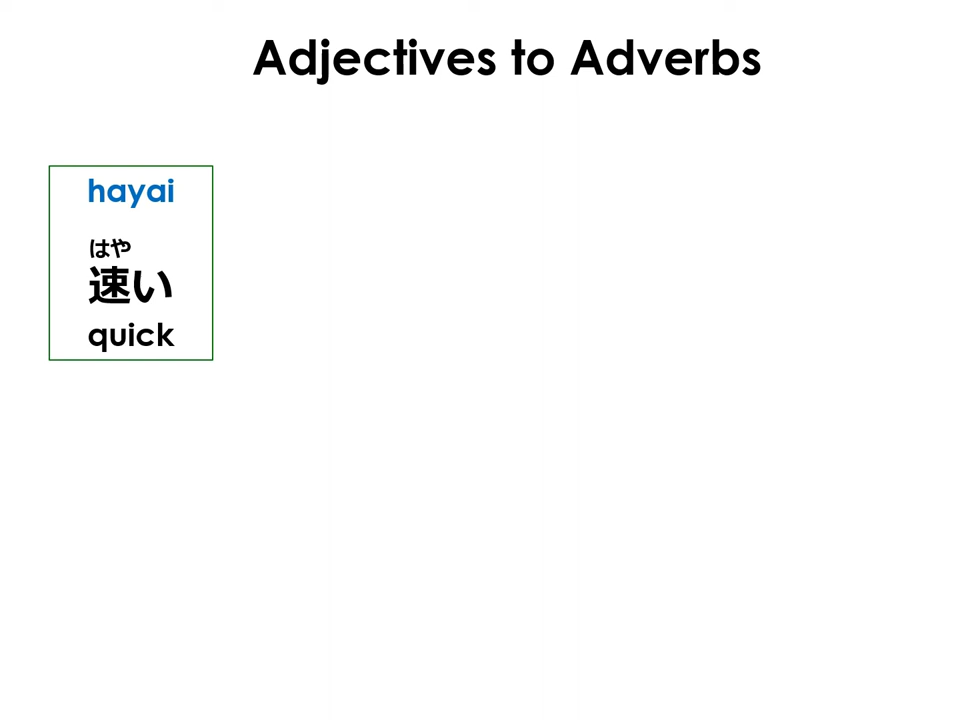 Adjectives to Adverbs
hayai
はや
速い
quick